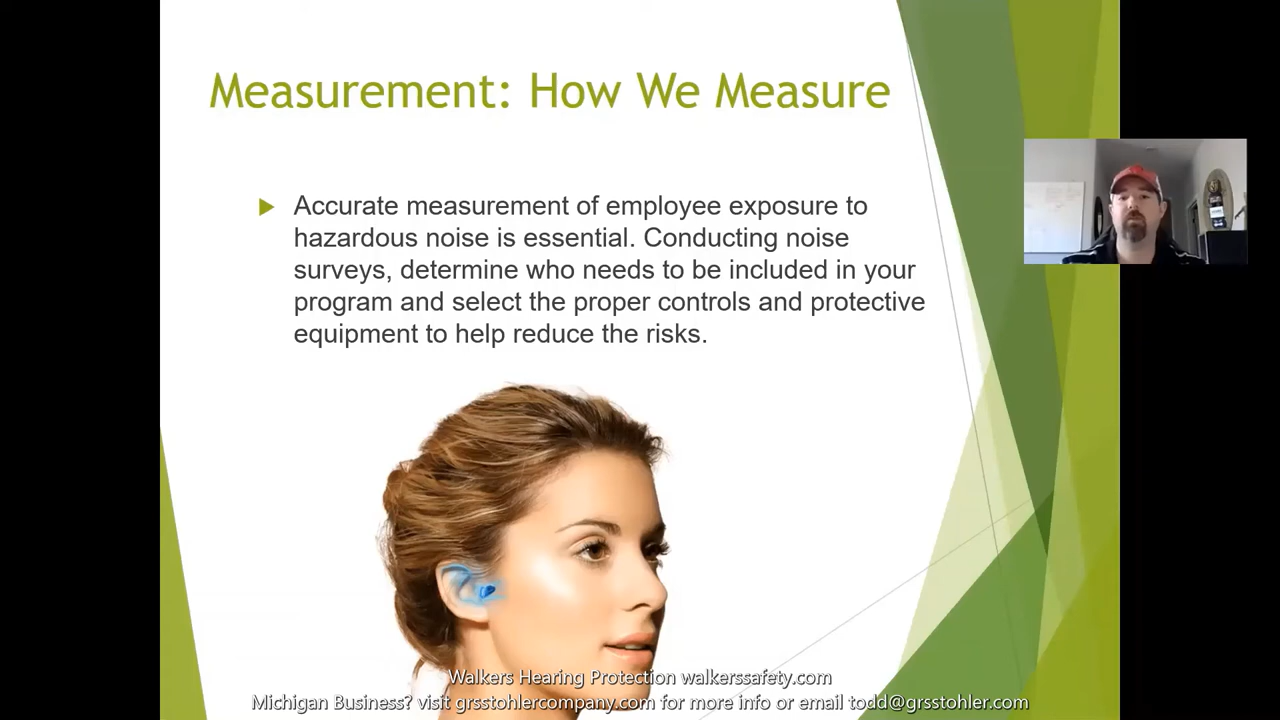 Measurement: How We Measure
Accurate measurement of employee exposure to
hazardous noise is essential. Conducting noise
surveys, determine who needs to be included in your
program and select the proper controls and protective
equipment to help reduce the risks.
Walkers Hearing Protection walkerssafety.com
Michigan Business? visit grsstohlercompany.com for more info or email todd@grsstohler.com